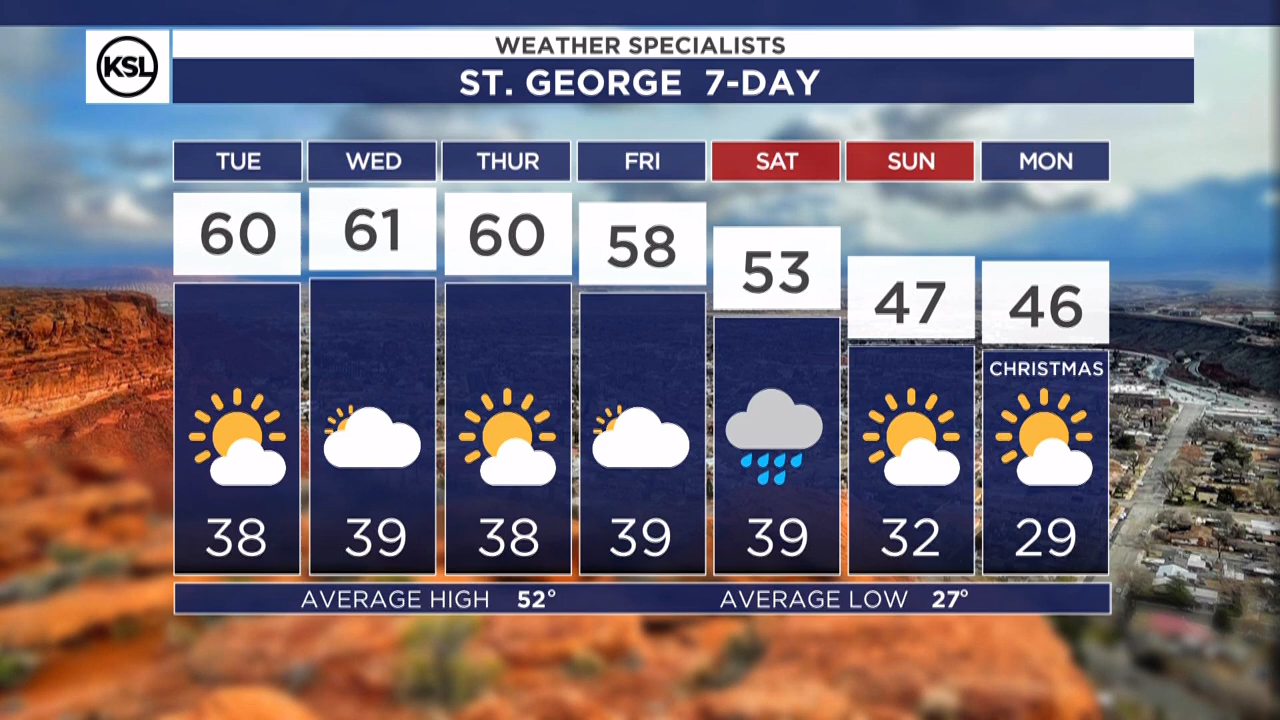 KSL
WEATHER SPECIALISTS
ST. GEORGE 7-DAY
TUE WED THUR FRI SAT SUN MON
60 61 60 58 53 47 46
CHRISTMAS
38 39 38 39 39 32 29
AVERAGE HIGH 52° AVERAGE LOW 27°